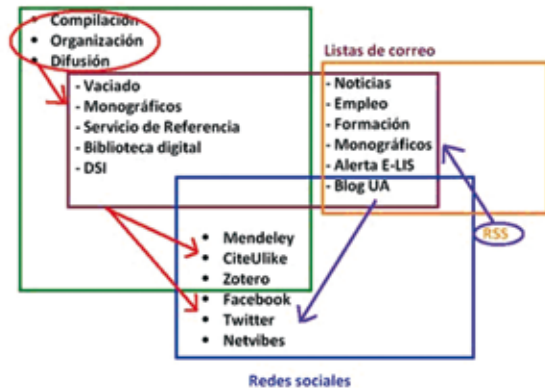 • Compilación
• Organización
• Difusión
Listas de correo
- Vaciado
- Monográficos
- Servicio de Referencia
- Biblioteca digital
- DSI
- Noticias
- Empleo
- Formación
- Monográficos
- Alerta E-LIS
- Blog UA
RSS
• Mendeley
• CiteUlike
• Zotero
• Facebook
• Twitter
• Netvibes
Redes sociales